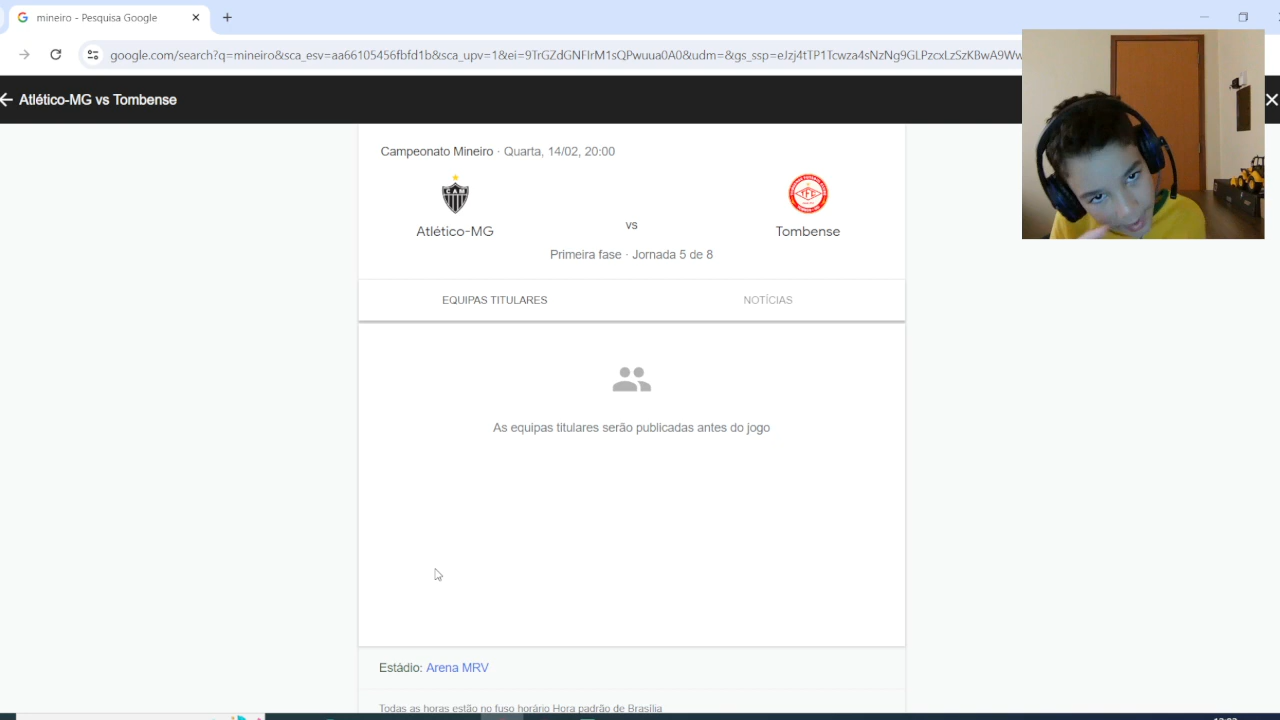 mineiro - Pesquisa Google
google.com/search?q=mineiro&sca_esv=aa66105456fbfd1b&sca_upv=1&ei=9TrGZdGNFIrM1sQPwuua0A0&udm=&gs_ssp=eJzj4tTP1Tcwza4sNzNg9GLPzcxLzSzKBwA9Ww
Atlético-MG vs Tombense
Campeonato Mineiro · Quarta, 14/02, 20:00
CAM
TFC
Atlético-MG
vs
Tombense
Primeira fase · Jornada 5 de 8
EQUIPAS TITULARES
NOTÍCIAS
As equipas titulares serão publicadas antes do jogo
Estádio: Arena MRV
Todas as horas estão no fuso horário Hora padrão de Brasília